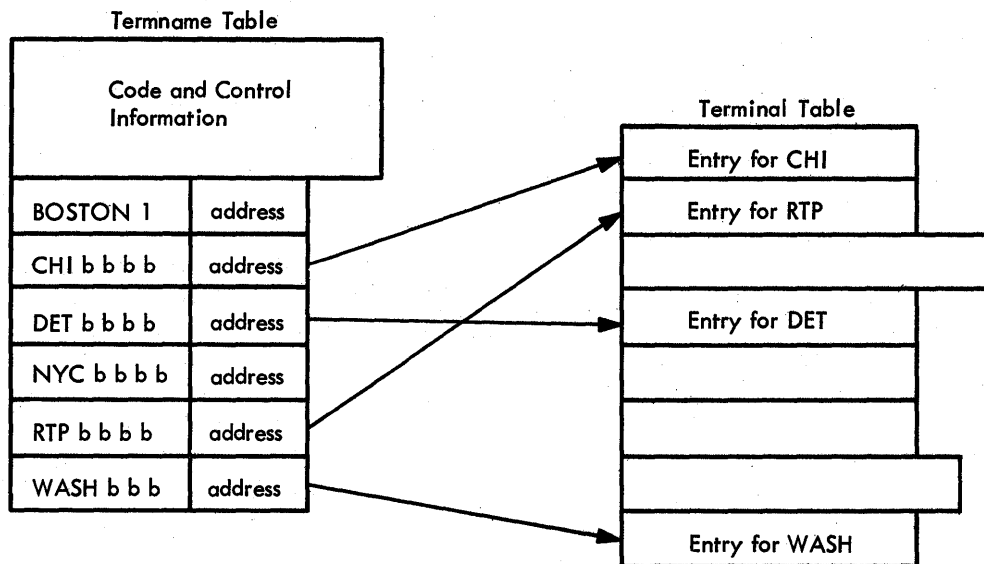 Termname Table
Code and Control
Information
BOSTON 1 address
CHI b b b b address
DET b b b b address
NYC b b b b address
RTP b b b b address
WASH b b b address
Terminal Table
Entry for CHI
Entry for RTP
Entry for DET
Entry for WASH